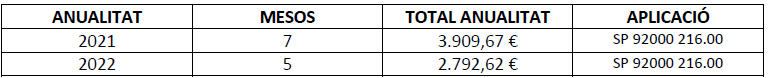 ANUALITAT MESOS TOTAL ANUALITAT APLICACIÓ
2021 7 3.909,67 € SP 92000 216.00
2022 5 2.792,62 € SP 92000 216.00